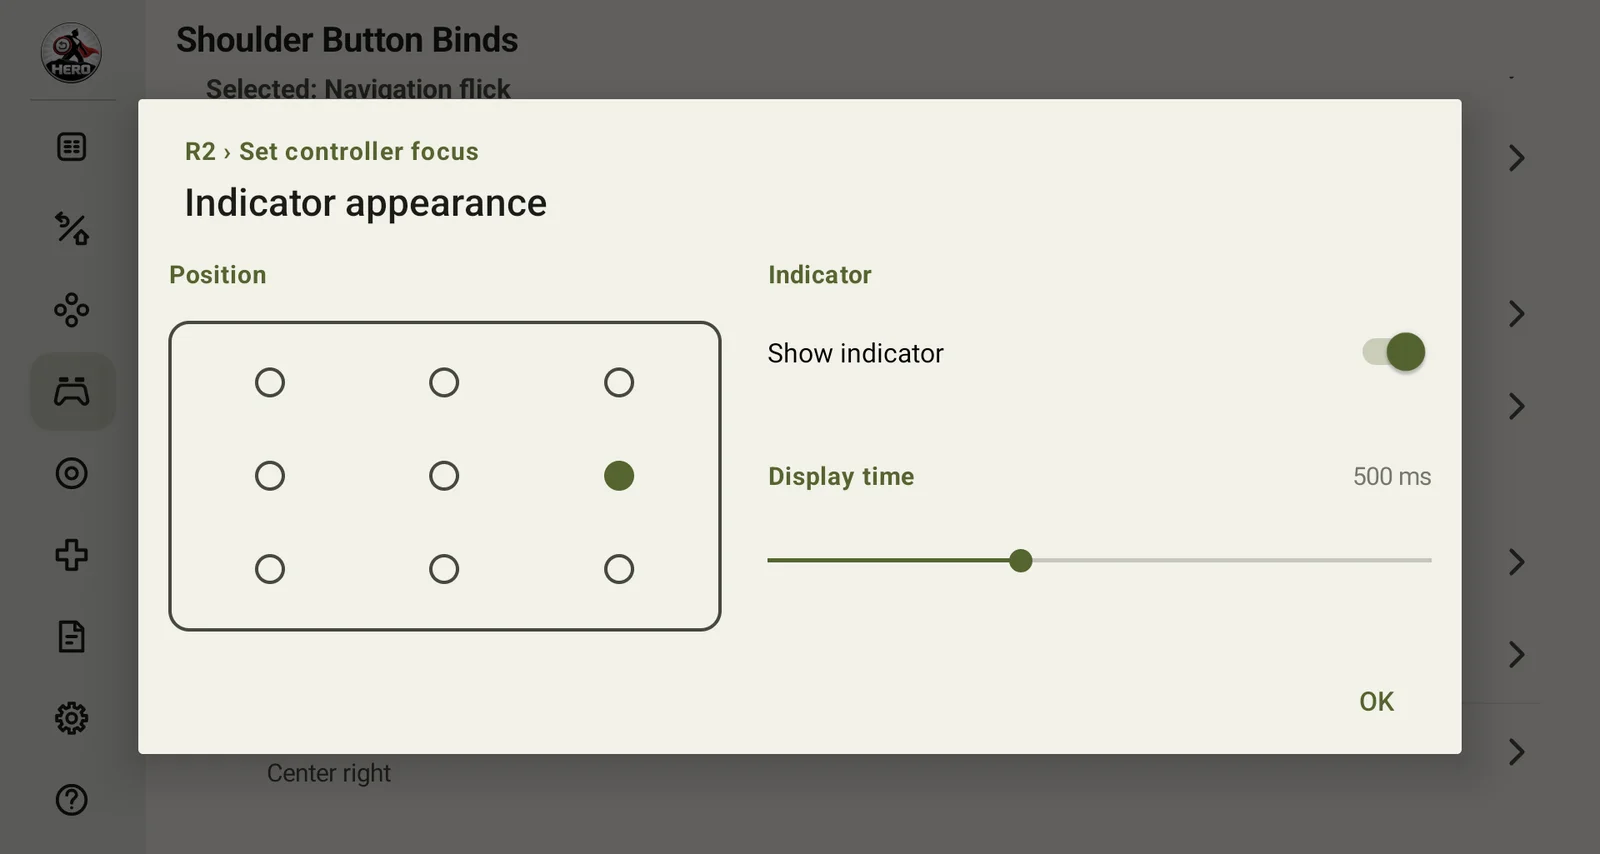 HERO
Shoulder Button Binds
Selected: Navigation flick
R2 › Set controller focus
Indicator appearance
Position
Indicator
Show indicator
Display time
500 ms
OK
Center right